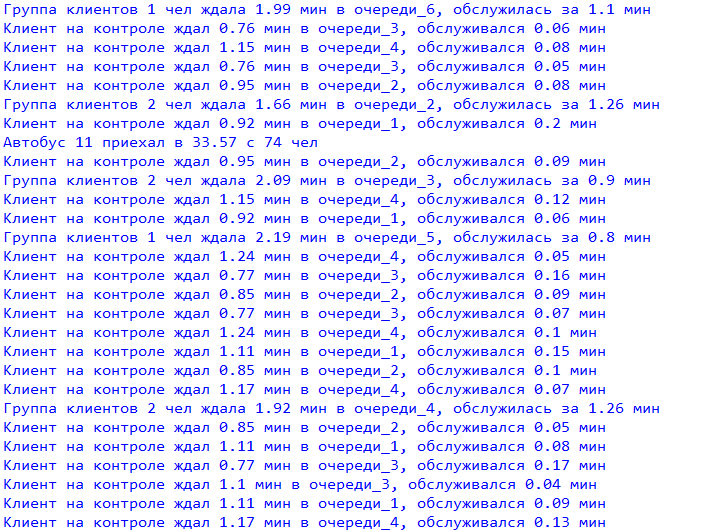 Группа клиентов 1 чел ждал 1.99 мин в очереди_6, обслужилась за 1.1 мин
Клиент на контроле ждал 0.76 мин в очереди_3, обслуживался 0.06 мин
Клиент на контроле ждал 1.15 мин в очереди_4, обслуживался 0.08 мин
Клиент на контроле ждал 0.76 мин в очереди_3, обслуживался 0.05 мин
Клиент на контроле ждал 0.95 мин в очереди_2, обслуживался 0.08 мин
Группа клиентов 2 чел ждала 1.66 мин в очереди_2, обслужилась за 1.26 мин
Клиент на контроле ждал 0.92 мин в очереди_1, обслуживался 0.2 мин
Автобус 11 приехал в 33.57 с 74 чел
Клиент на контроле ждал 0.95 мин в очереди_2, обслуживался 0.09 мин
Группа клиентов 2 чел ждала 2.09 мин в очереди_3, обслужилась за 0.9 мин
Клиент на контроле ждал 1.15 мин в очереди_4, обслуживался 0.12 мин
Клиент на контроле ждал 0.92 мин в очереди_1, обслуживался 0.06 мин
Группа клиентов 1 чел ждала 2.19 мин в очереди_5, обслужилась за 0.8 мин
Клиент на контроле ждал 1.24 мин в очереди_4, обслуживался 0.05 мин
Клиент на контроле ждал 0.77 мин в очереди_3, обслуживался 0.16 мин
Клиент на контроле ждал 0.85 мин в очереди_2, обслуживался 0.09 мин
Клиент на контроле ждал 0.77 мин в очереди_3, обслуживался 0.07 мин
Клиент на контроле ждал 1.24 мин в очереди_4, обслуживался 0.1 мин
Клиент на контроле ждал 1.11 мин в очереди_1, обслуживался 0.15 мин
Клиент на контроле ждал 0.85 мин в очереди_2, обслуживался 0.1 мин
Клиент на контроле ждал 1.17 мин в очереди_4, обслуживался 0.07 мин
Группа клиентов 2 чел ждала 1.92 мин в очереди_4, обслужилась за 1.26 мин
Клиент на контроле ждал 0.85 мин в очереди_2, обслуживался 0.05 мин
Клиент на контроле ждал 1.11 мин в очереди_1, обслуживался 0.08 мин
Клиент на контроле ждал 0.77 мин в очереди_3, обслуживался 0.17 мин
Клиент на контроле ждал 1.1 мин в очереди_3, обслуживался 0.04 мин
Клиент на контроле ждал 1.11 мин в очереди_1, обслуживался 0.09 мин
Клиент на контроле ждал 1.17 мин в очереди_4, обслуживался 0.13 мин